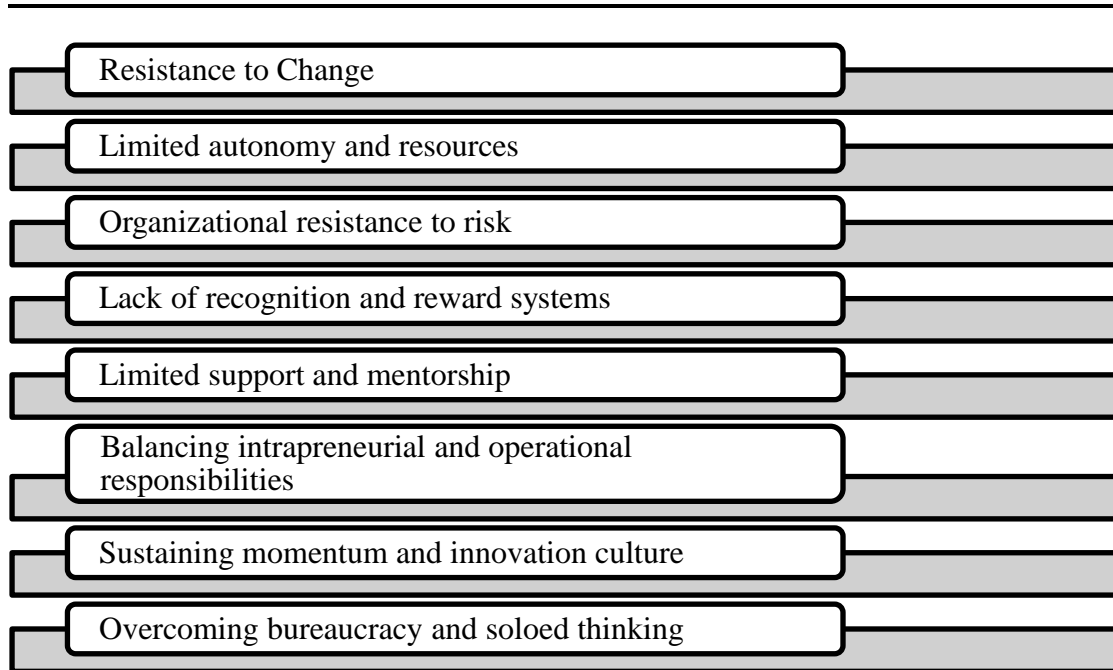 Resistance to Change
Limited autonomy and resources
Organizational resistance to risk
Lack of recognition and reward systems
Limited support and mentorship
Balancing intrapreneurial and operational
responsibilities
Sustaining momentum and innovation culture
Overcoming bureaucracy and soloed thinking